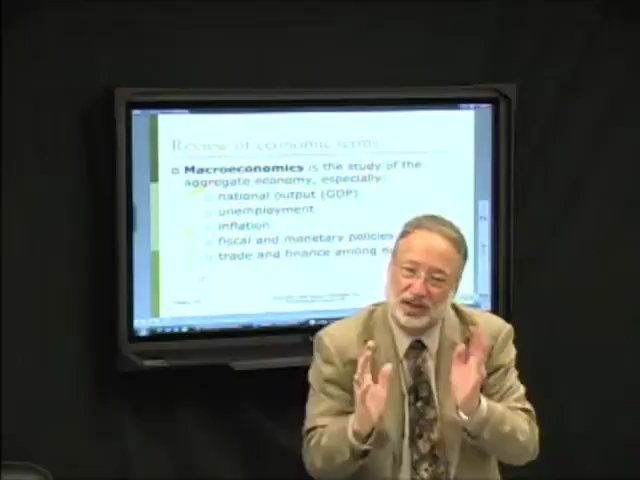 Review of economic terms
Macroeconomics is the study of the
aggregate economy, especially:
national output (GDP)
unemployment
inflation
fiscal and monetary policies
trade and finance among